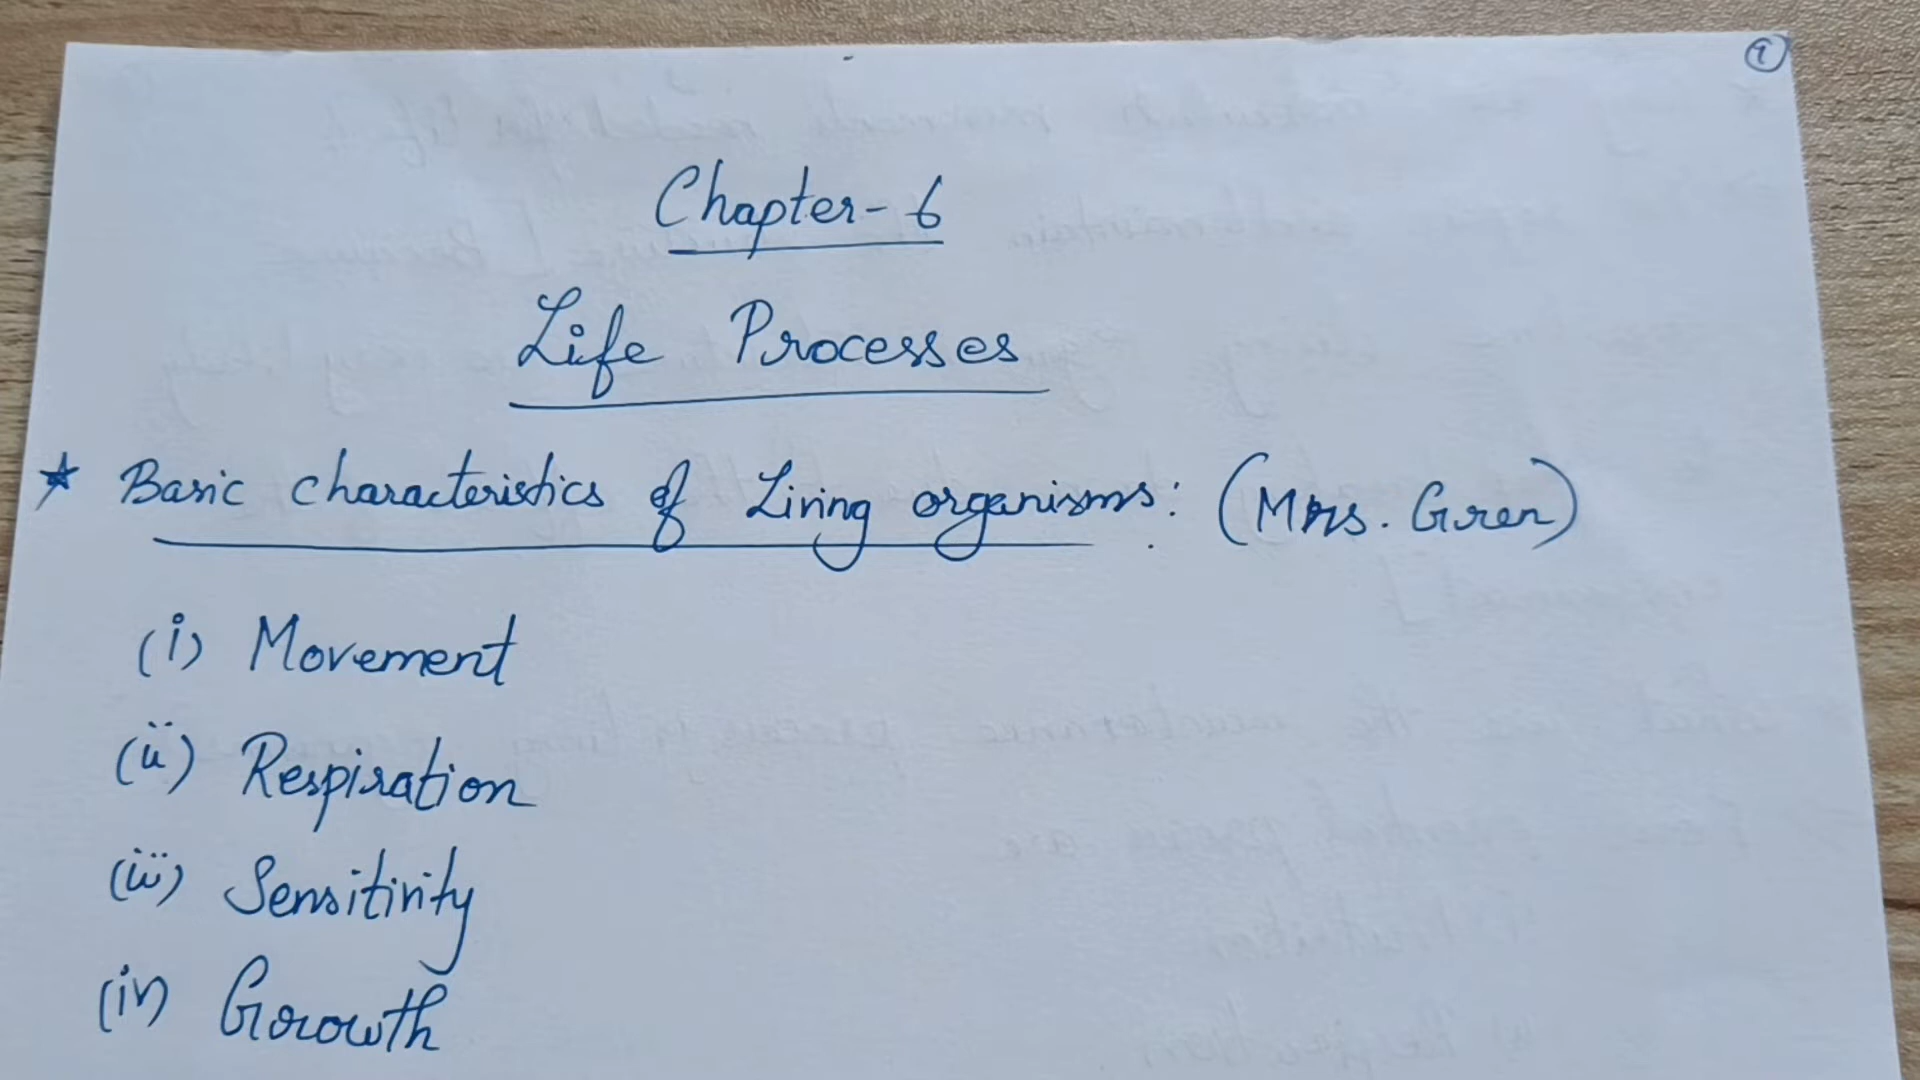 1
Chapter-6
Life Processes
★ Basic characteristics of Living organisms: (Mrs. Gren)
(i) Movement
(ii) Respiration
(iii) Sensitivity
(iv) Growth